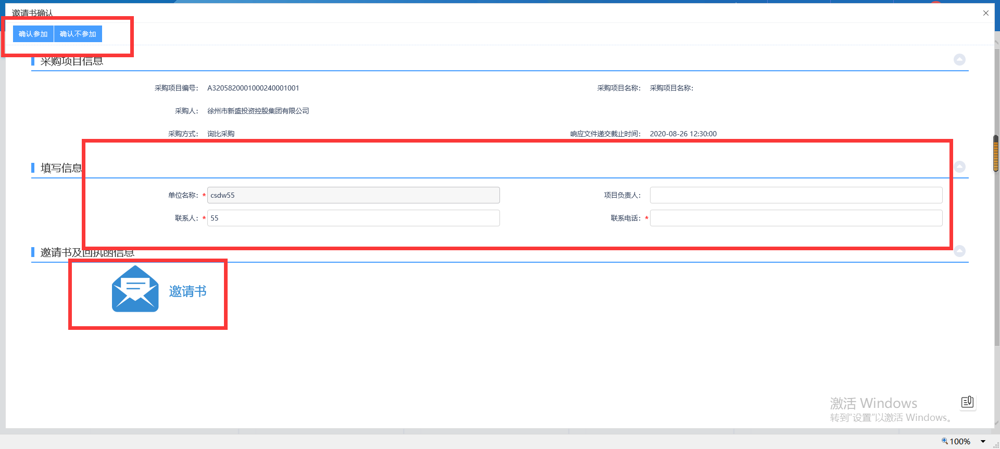 邀请书确认
确认参加 确认不参加
采购项目信息
采购项目编号： A3205820001000240001001 采购项目名称： 采购项目名称：
采购人： 徐州市新盛投资控股集团有限公司
采购方式： 询比采购 响应文件递交截止时间： 2020-08-26 12:30:00
填写信息
单位名称：* csdw55 项目负责人：
联系人：* 55 联系电话：*
邀请书及回执函信息
邀请书
激活 Windows
转到"设置"以激活 Windows。
100%